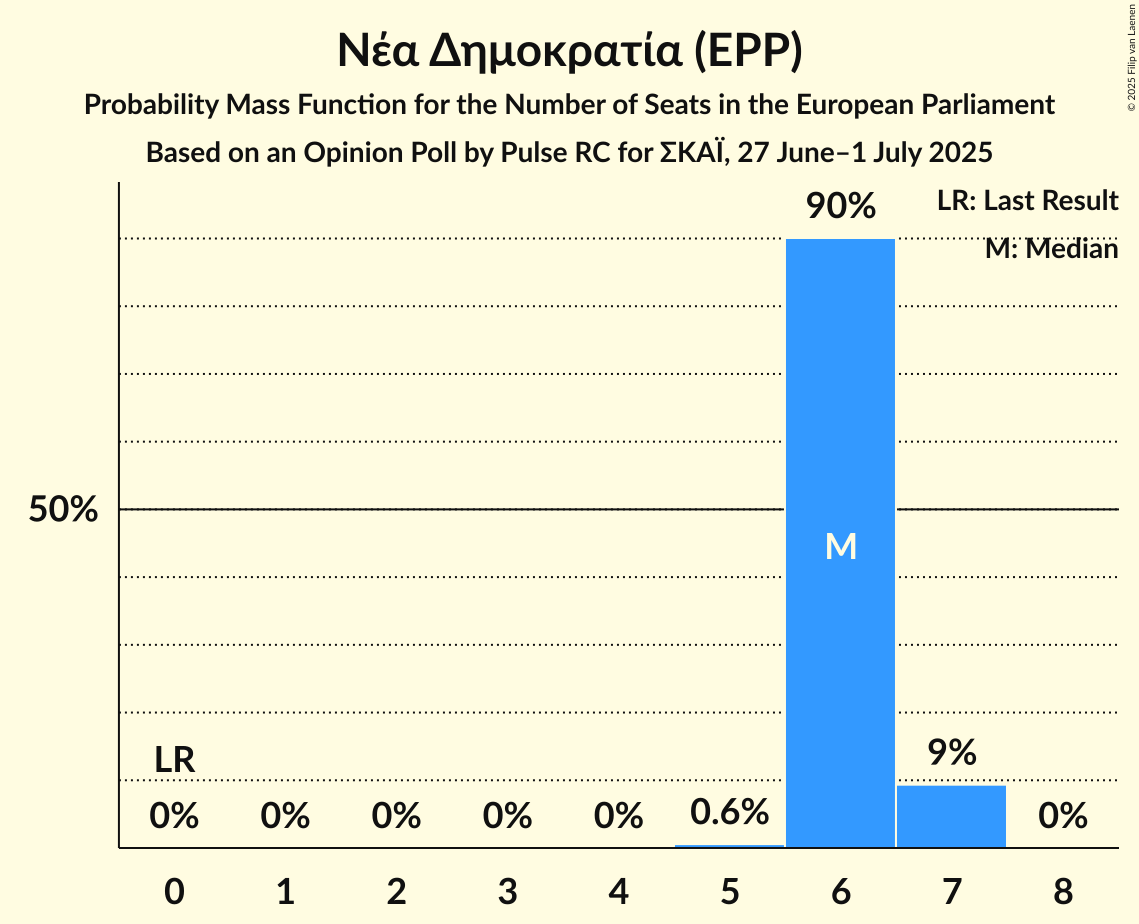 Νέα Δημοκρατία (EPP)
Probability Mass Function for the Number of Seats in the European Parliament
Based on an Opinion Poll by Pulse RC for ΣΚΑΪ, 27 June–1 July 2025
© 2025 Filip van Laenen
LR: Last Result
M: Median
90%
50%
M
LR
9%
0% 0% 0% 0% 0% 0.6% 0%
0 1 2 3 4 5 6 7 8